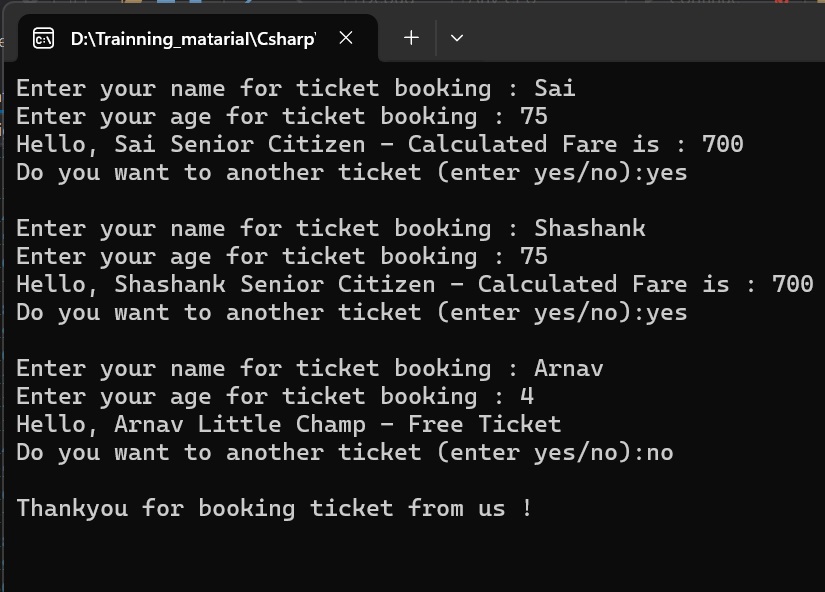 D:\Trainning_matarial\Csharp'
Enter your name for ticket booking : Sai
Enter your age for ticket booking : 75
Hello, Sai Senior Citizen - Calculated Fare is : 700
Do you want to another ticket (enter yes/no):yes
Enter your name for ticket booking : Shashank
Enter your age for ticket booking : 75
Hello, Shashank Senior Citizen - Calculated Fare is : 700
Do you want to another ticket (enter yes/no):yes
Enter your name for ticket booking : Arnav
Enter your age for ticket booking : 4
Hello, Arnav Little Champ - Free Ticket
Do you want to another ticket (enter yes/no):no
Thankyou for booking ticket from us !